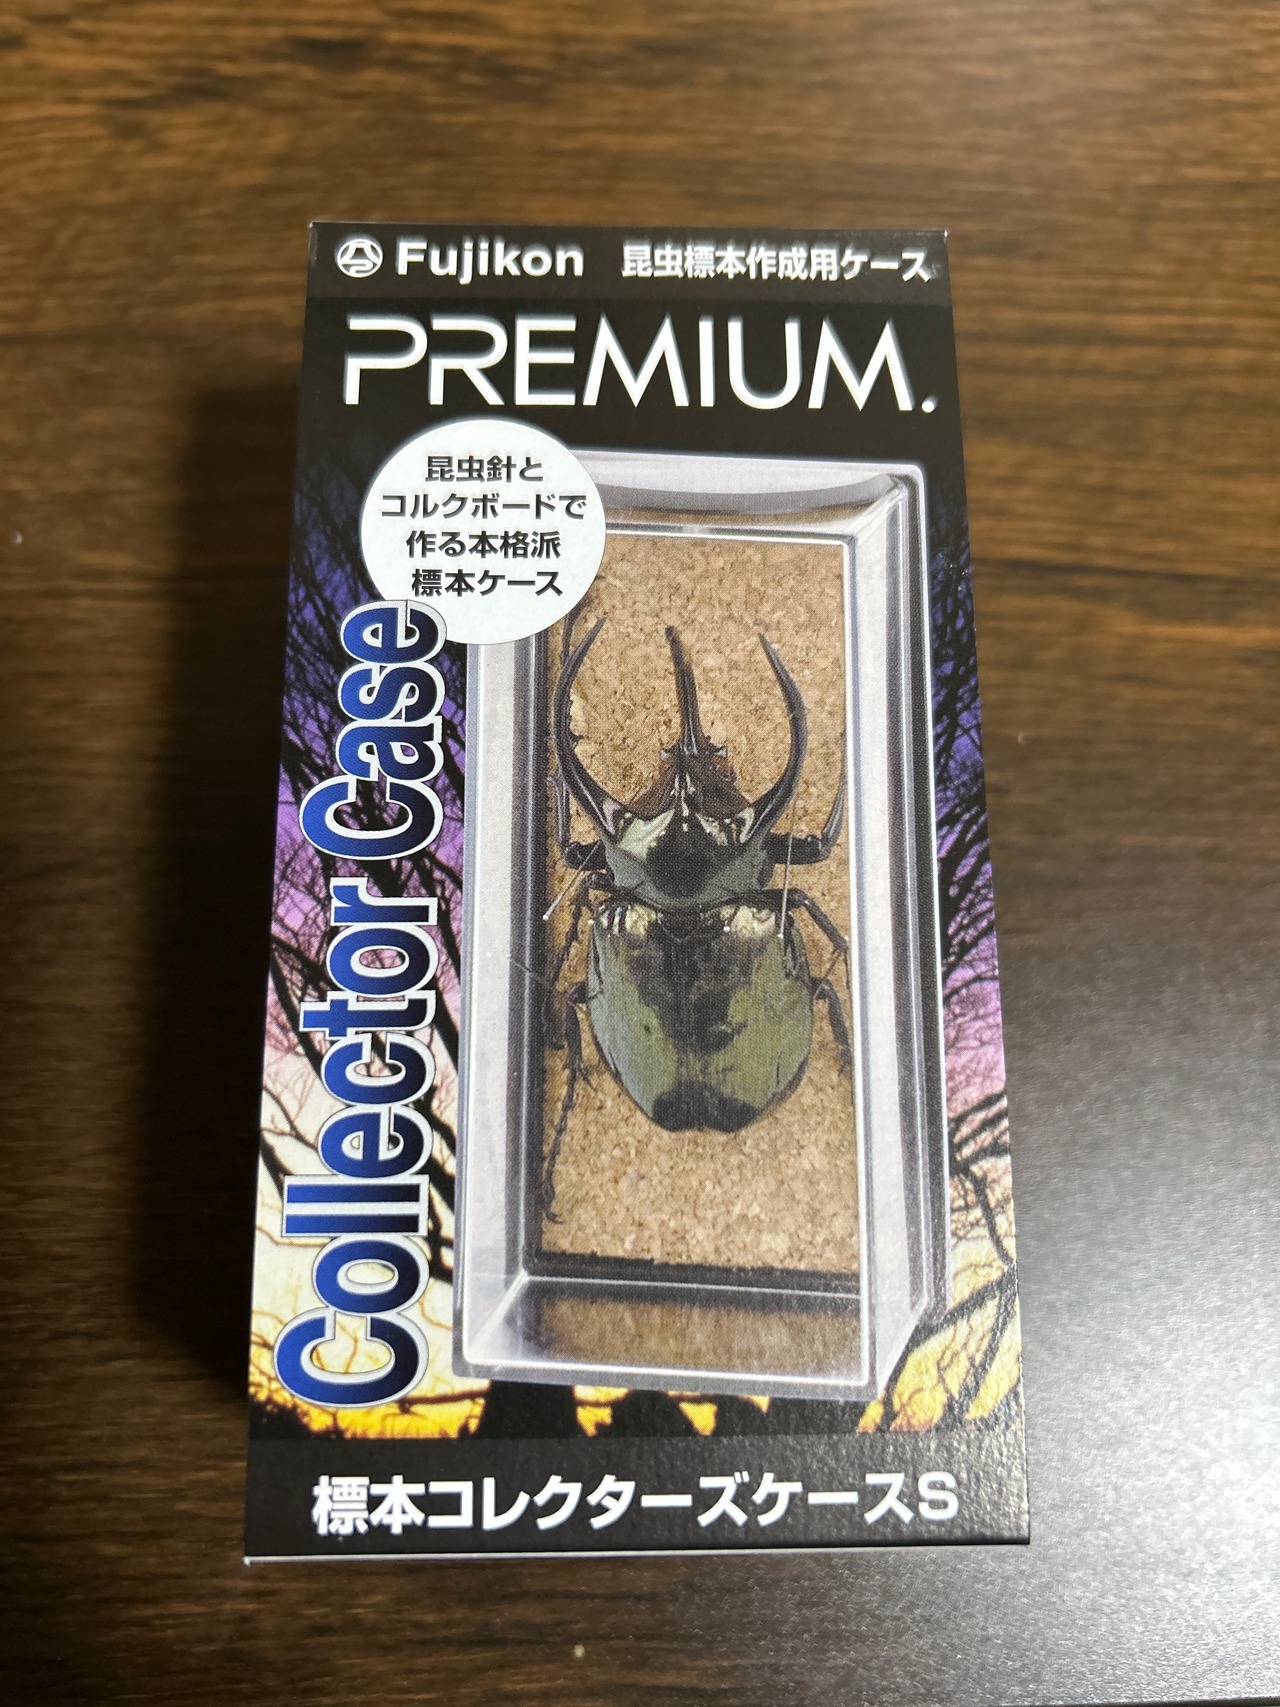 Fujikon 昆虫標本作成用ケース
PREMIUM.
昆虫針と
コルクボードで
作る本格派
標本ケース
Collector Case
標本コレクターズケースS